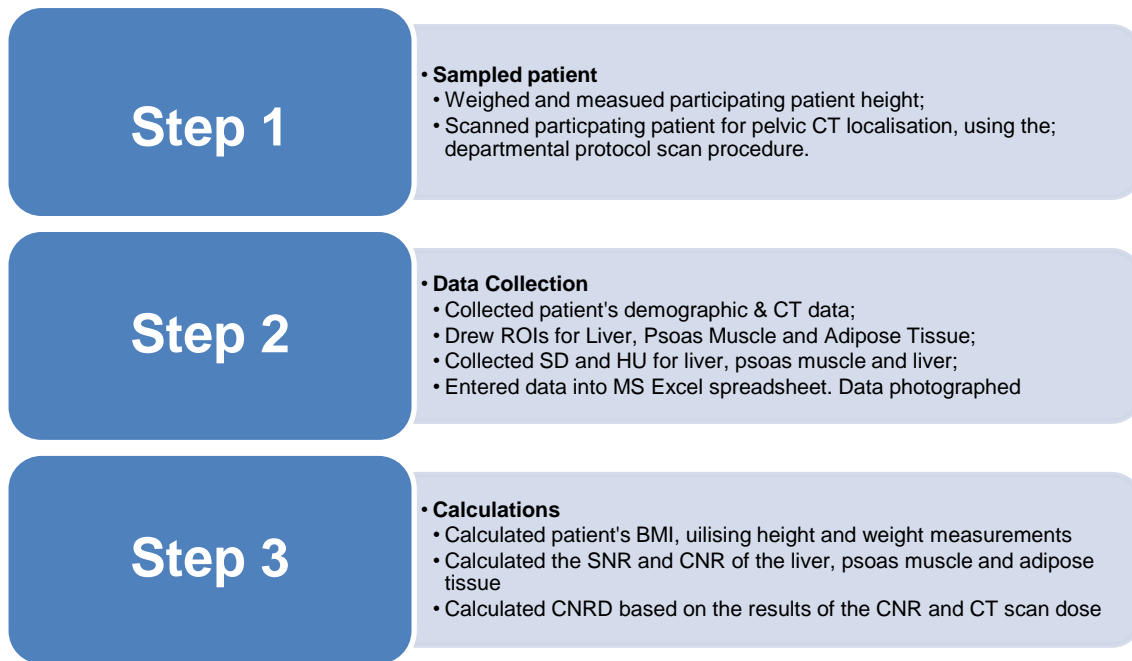 Step 1
• Sampled patient
• Weighed and measued participating patient height;
• Scanned particpating patient for pelvic CT localisation, using the;
departmental protocol scan procedure.
Step 2
• Data Collection
• Collected patient's demographic & CT data;
• Drew ROIs for Liver, Psoas Muscle and Adipose Tissue;
• Collected SD and HU for liver, psoas muscle and liver;
• Entered data into MS Excel spreadsheet. Data photographed
Step 3
• Calculations
• Calculated patient's BMI, uilising height and weight measurements
• Calculated the SNR and CNR of the liver, psoas muscle and adipose
tissue
• Calculated CNRD based on the results of the CNR and CT scan dose